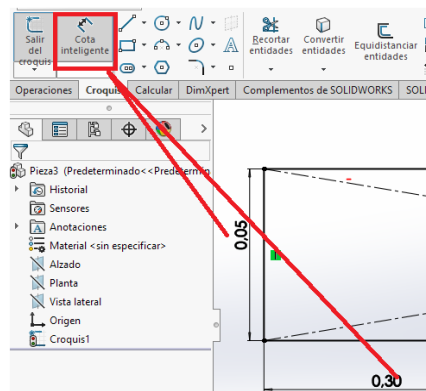 Salir del croquis
Cota inteligente
Recortar entidades
Convertir entidades
Equidistanciar entidades
Operaciones
Croquis
Calcular
DimXpert
Complementos de SOLIDWORKS
Pieza3 (Predeterminado<<Predetermin
Historial
Sensores
A Anotaciones
Material <sin especificar>
Alzado
Planta
Vista lateral
Origen
Croquis1
0,05
0,30